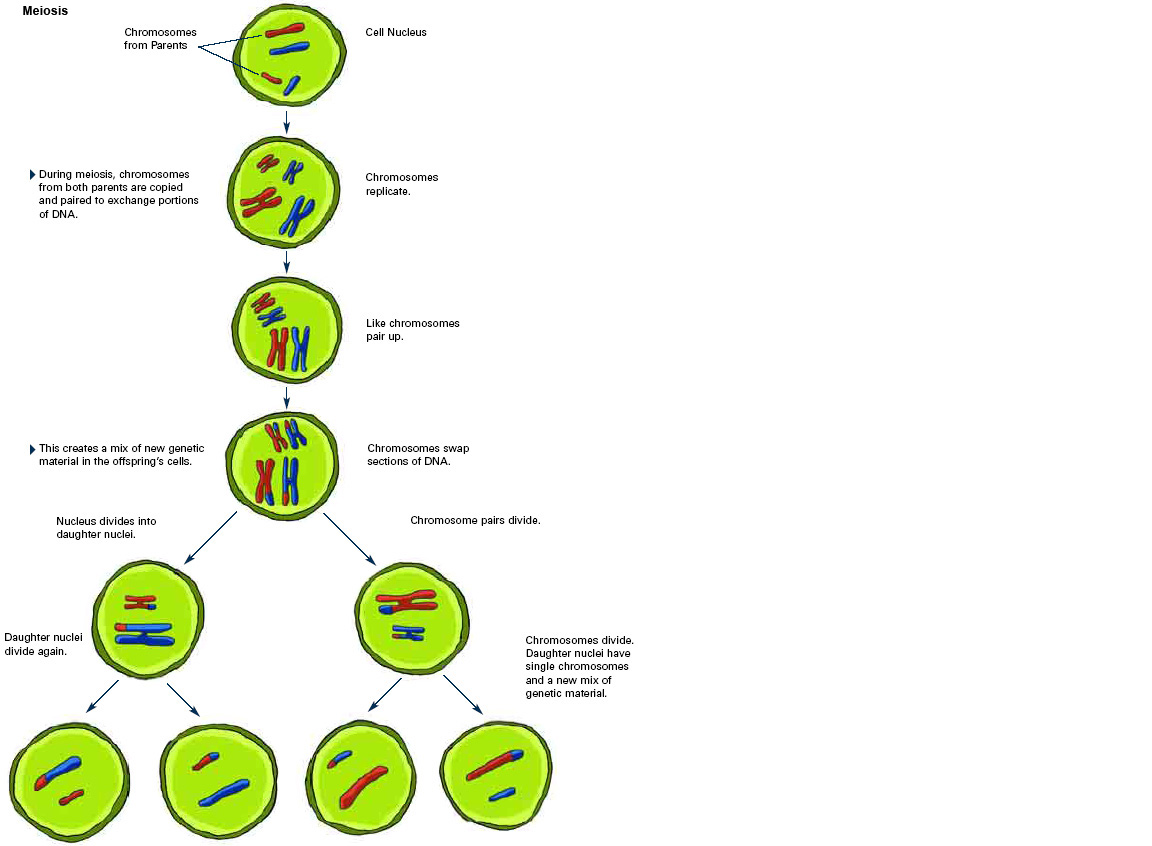 Meiosis
Chromosomes
from Parents
Cell Nucleus
During meiosis, chromosomes
from both parents are copied
and paired to exchange portions
of DNA.
Chromosomes
replicate.
Like chromosomes
pair up.
This creates a mix of new genetic
material in the offspring's cells.
Chromosomes swap
sections of DNA.
Nucleus divides into
daughter nuclei.
Chromosome pairs divide.
Daughter nuclei
divide again.
Chromosomes divide.
Daughter nuclei have
single chromosomes
and a new mix of
genetic material.